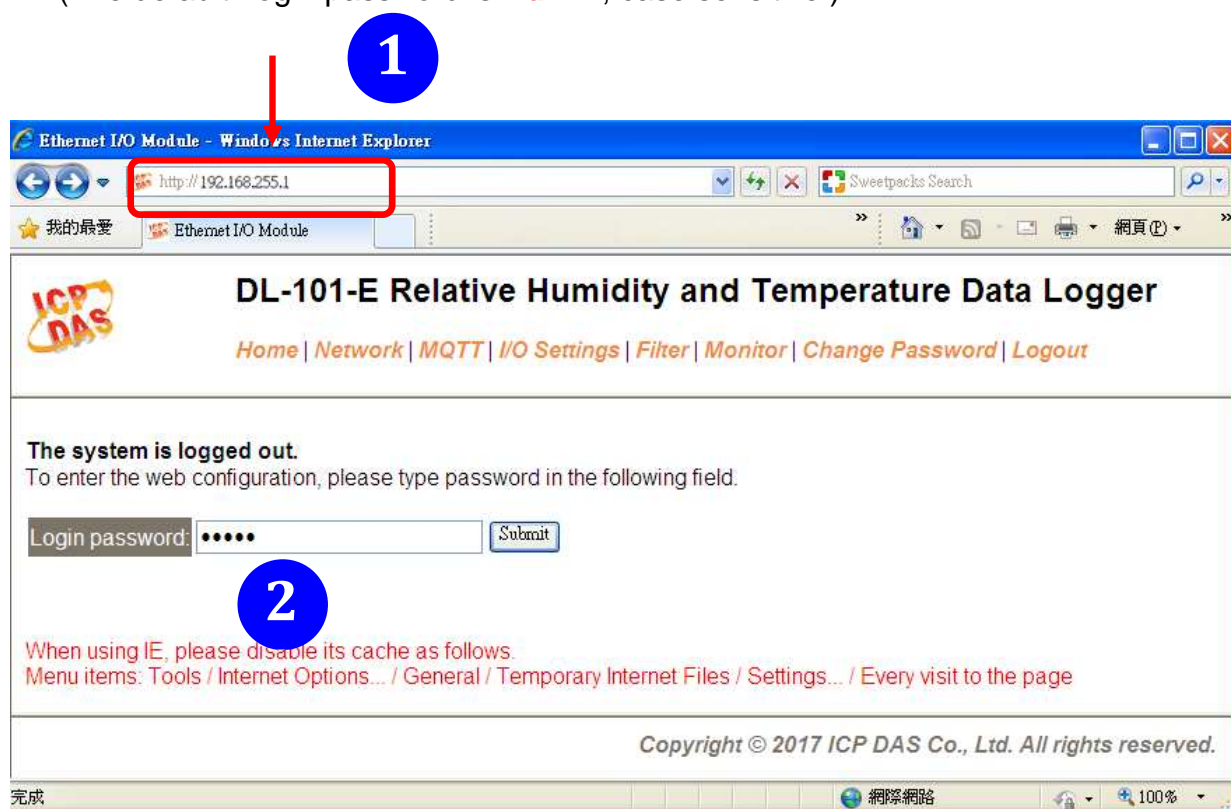 1
Ethernet I/O Module - Windows Internet Explorer
http://192.168.255.1
Sweetpacks Search
我的最愛
Ethernet I/O Module
»
網頁(P)
»
ICP DAS
DL-101-E Relative Humidity and Temperature Data Logger
Home | Network | MQTT | I/O Settings | Filter | Monitor | Change Password | Logout
The system is logged out.
To enter the web configuration, please type password in the following field.
Login password: ••••• Submit
2
When using IE, please disable its cache as follows.
Menu items: Tools / Internet Options... / General / Temporary Internet Files / Settings... / Every visit to the page
Copyright © 2017 ICP DAS Co., Ltd. All rights reserved.
完成
網際網路
100%